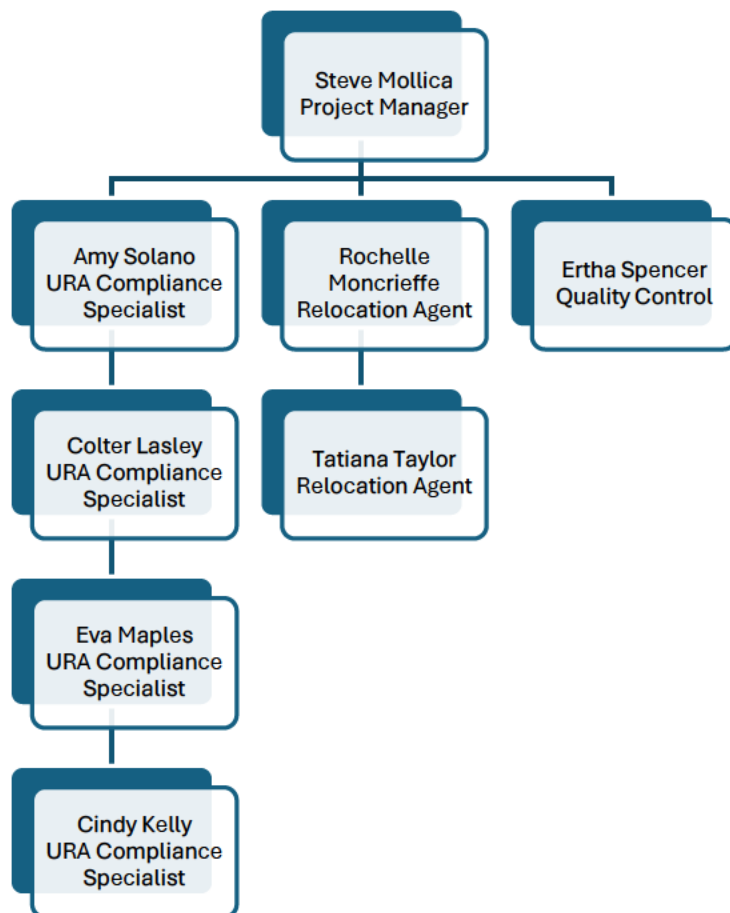 Steve Mollica
Project Manager
Amy Solano
URA Compliance
Specialist
Rochelle
Moncrieffe
Relocation Agent
Ertha Spencer
Quality Control
Colter Lasley
URA Compliance
Specialist
Tatiana Taylor
Relocation Agent
Eva Maples
URA Compliance
Specialist
Cindy Kelly
URA Compliance
Specialist